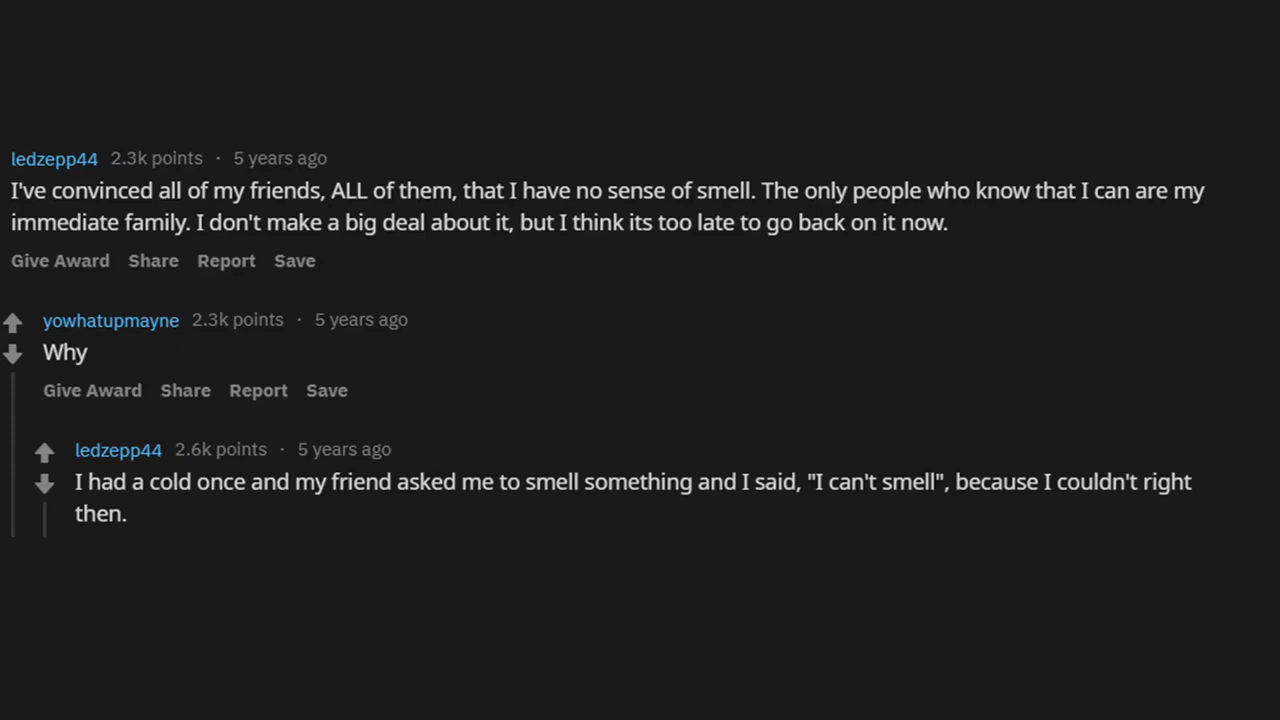 ledzepp44 2.3k points · 5 years ago
I've convinced all of my friends, ALL of them, that I have no sense of smell. The only people who know that I can are my
immediate family. I don't make a big deal about it, but I think its too late to go back on it now.
Give Award Share Report Save
yowhatupmayne 2.3k points · 5 years ago
Why
Give Award Share Report Save
ledzepp44 2.6k points · 5 years ago
I had a cold once and my friend asked me to smell something and I said, "I can't smell", because I couldn't right
then.